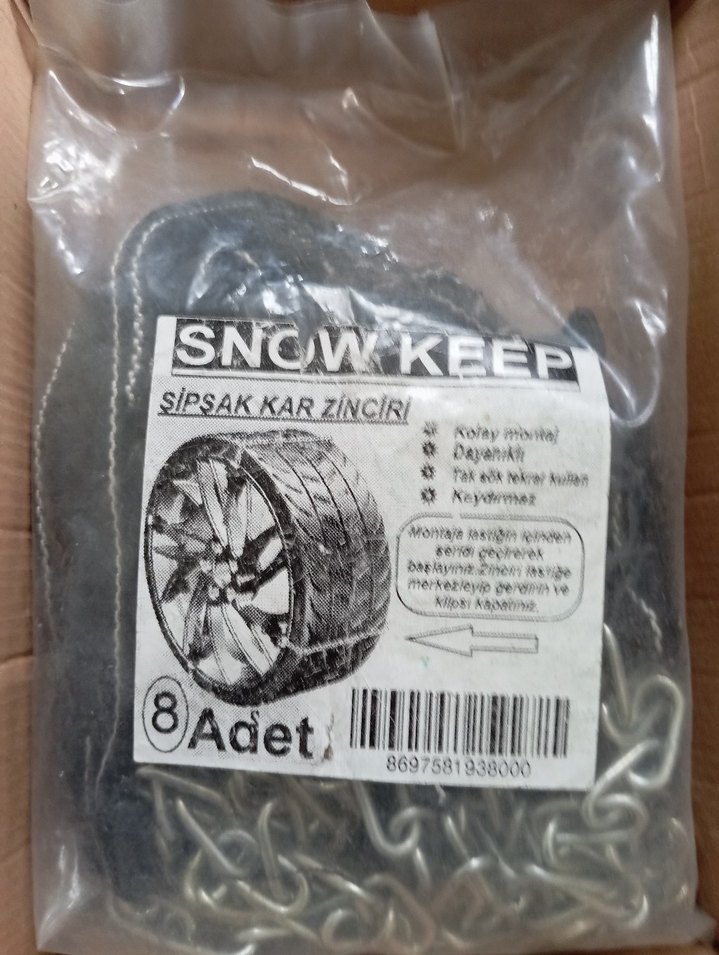 SNOW KEEP
ŞİPŞAK KAR ZİNCİRİ
Kolay montaj
Dayanıklı
Tak sök tekrar kullan
Kaydırmaz
Montaja lastiğin içinden
şeridi geçirerek
başlayınız.Zinciri lastiğe
merkezleyip gerdirin ve
klipsi kapatınız.
8 Adet
8697581938000